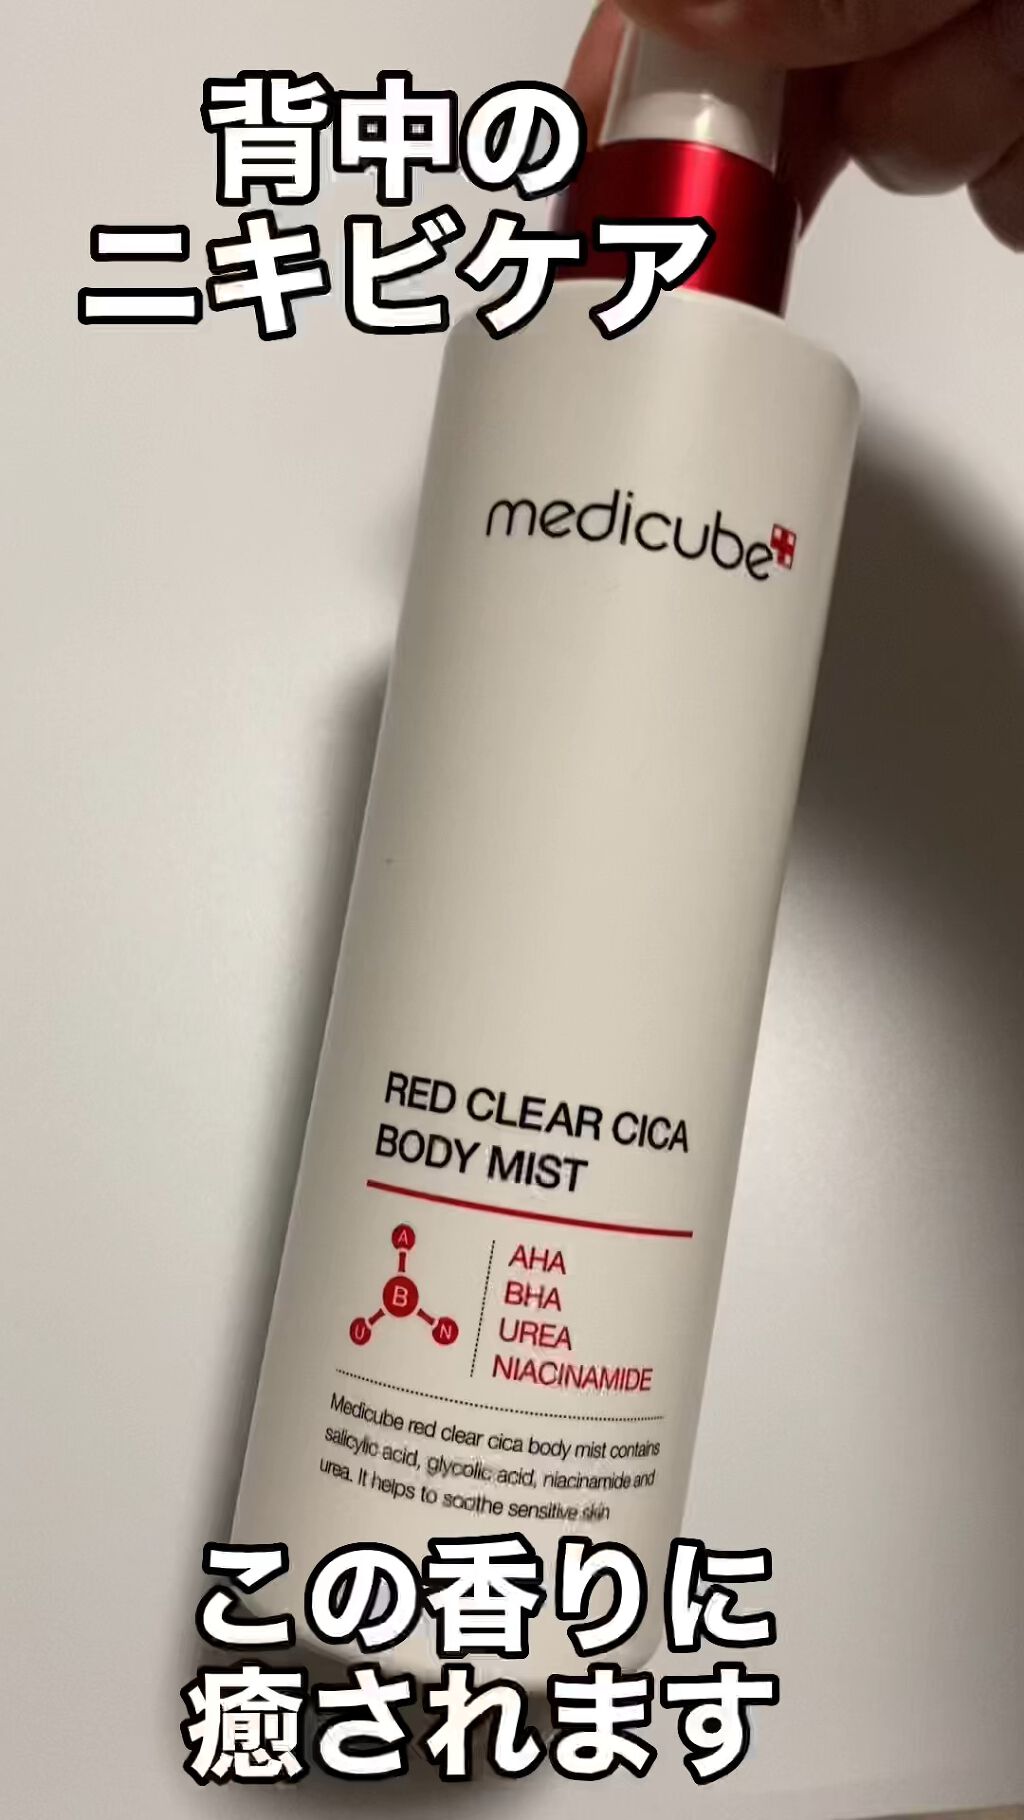 背中の
ニキビケア
medicube
RED CLEAR CICA
BODY MIST
A
B
U
N
AHA
BHA
UREA
NIACINAMIDE
Medicube red clear cica body mist contains
salicylic acid, glycolic acid, niacinamide and
urea. It helps to soothe sensitive skin
この香りに
癒されます